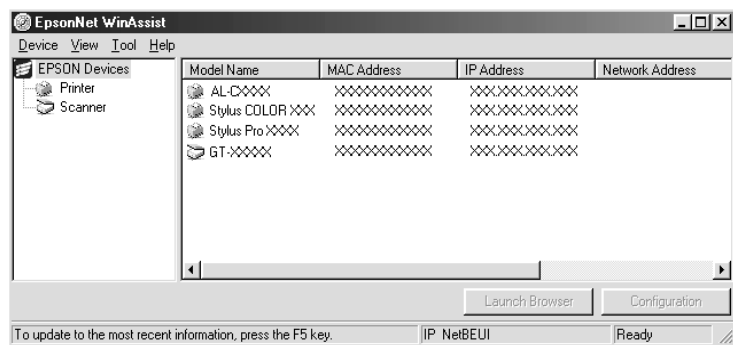 EpsonNet WinAssist
Device View Tool Help
EPSON Devices
Printer
Scanner
Model Name MAC Address IP Address Network Address
AL-CXXXX XXXXXXXXXXXX XXX.XXX.XXX.XXX
Stylus COLOR XXX XXXXXXXXXXXX XXX.XXX.XXX.XXX
Stylus Pro XXXX XXXXXXXXXXXX XXX.XXX.XXX.XXX
GT-XXXXX XXXXXXXXXXXX XXX.XXX.XXX.XXX
Launch Browser Configuration
To update to the most recent information, press the F5 key. IP NetBEUI Ready